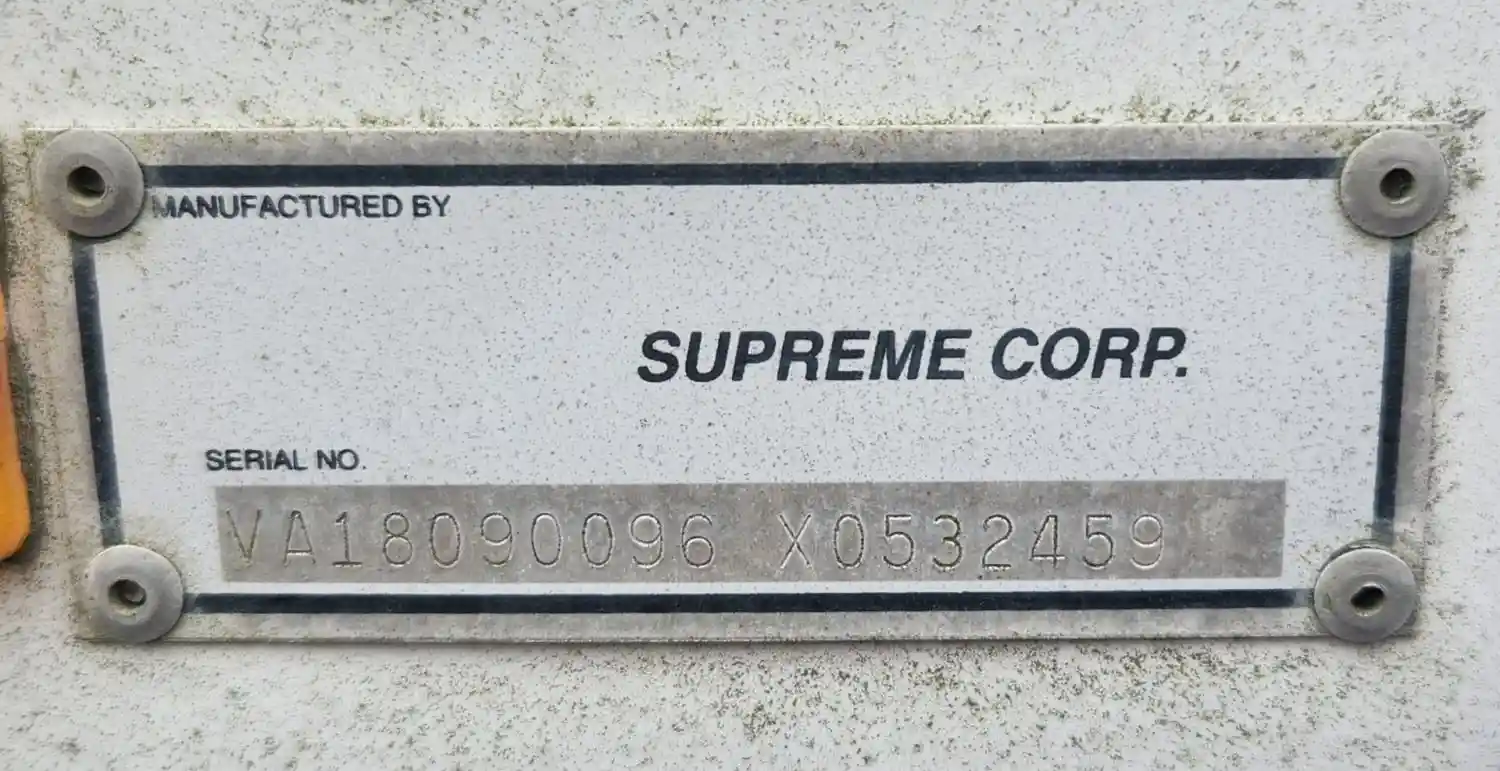 MANUFACTURED BY
SUPREME CORP.
SERIAL NO.
VA18090096 X0532459